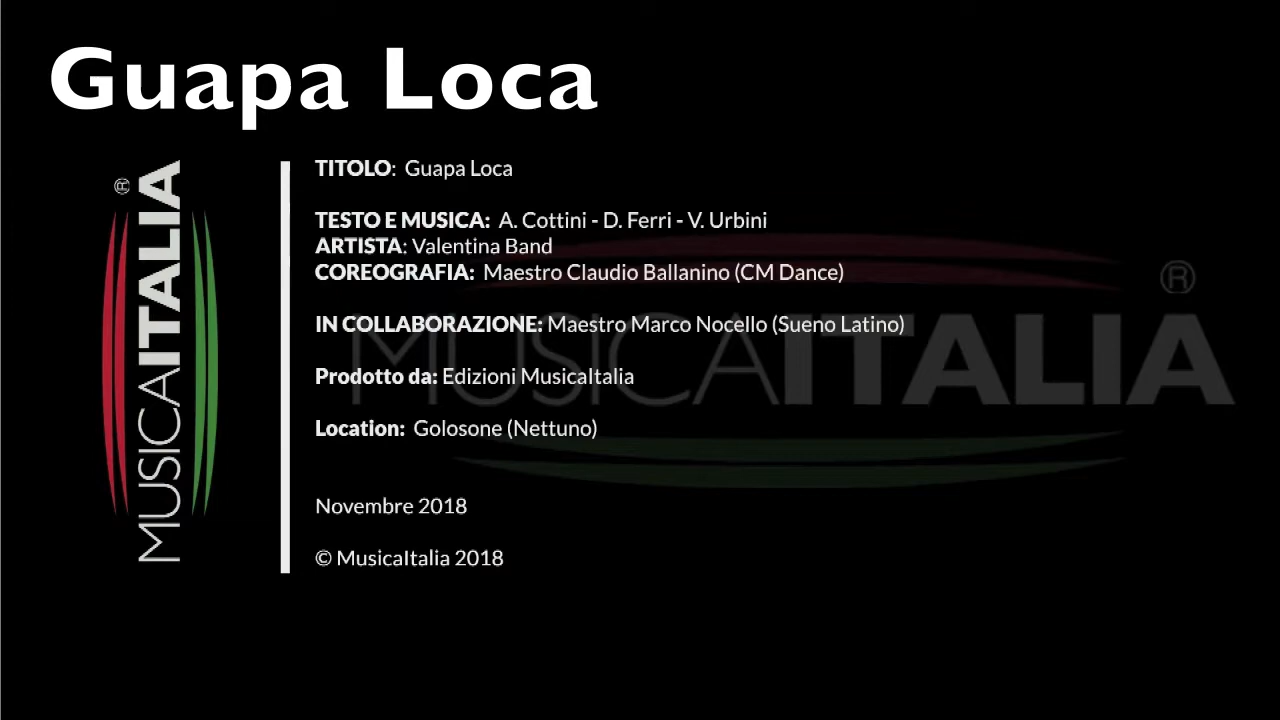 Guapa Loca
MUSICAITALIA®
TITOLO: Guapa Loca
TESTO E MUSICA: A. Cottini - D. Ferri - V. Urbini
ARTISTA: Valentina Band
COREOGRAFIA: Maestro Claudio Ballanino (CM Dance)
IN COLLABORAZIONE: Maestro Marco Nocello (Sueno Latino)
Prodotto da: Edizioni MusicaItalia
Location: Golosone (Nettuno)
Novembre 2018
© MusicaItalia 2018
MUSICAITALIA®